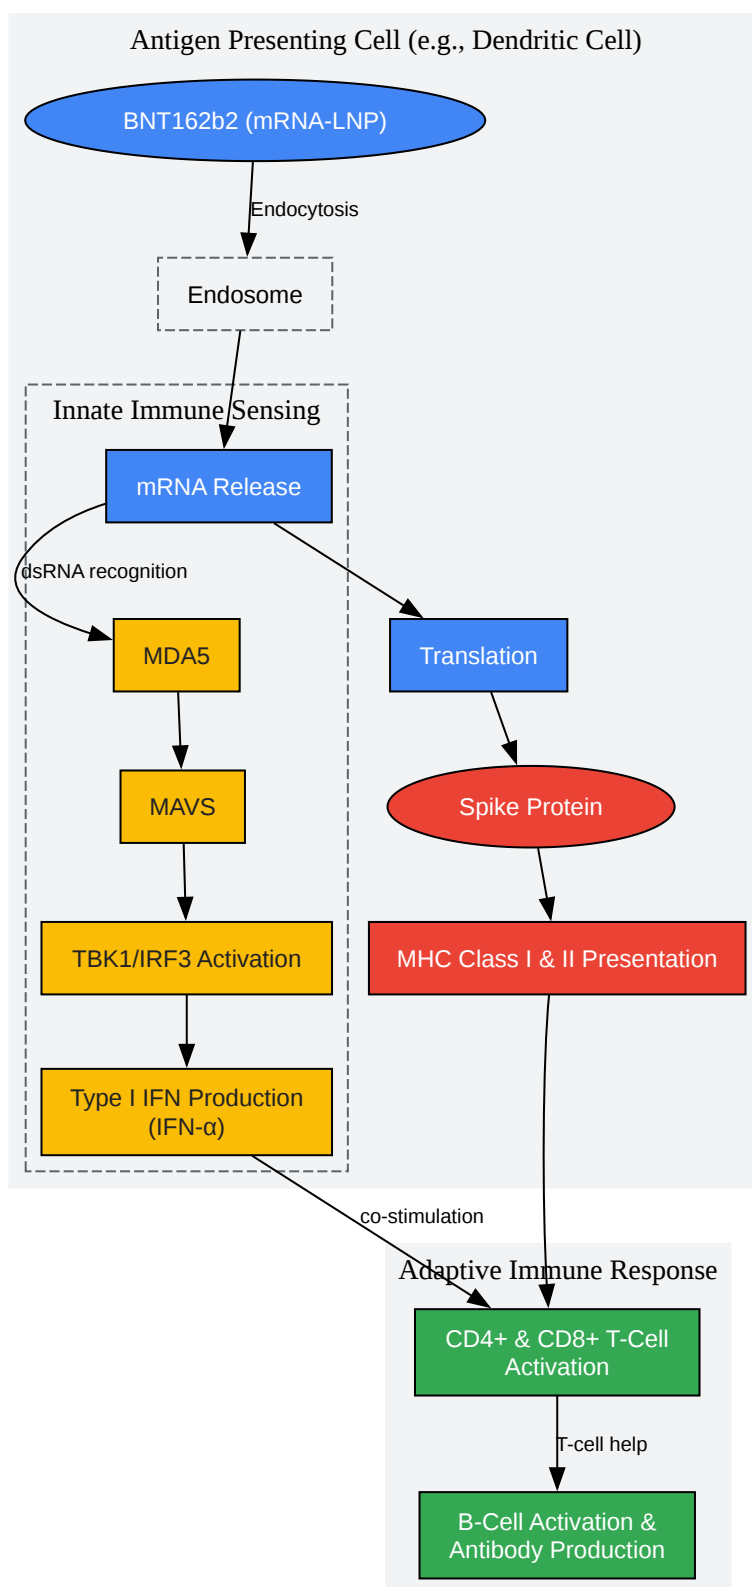 Antigen Presenting Cell (e.g., Dendritic Cell)
BNT162b2 (mRNA-LNP)
Endocytosis
Endosome
Innate Immune Sensing
mRNA Release
dsRNA recognition
MDA5
Translation
MAVS
Spike Protein
TBK1/IRF3 Activation
MHC Class I & II Presentation
Type I IFN Production
(IFN-α)
co-stimulation
Adaptive Immune Response
CD4+ & CD8+ T-Cell
Activation
T-cell help
B-Cell Activation &
Antibody Production